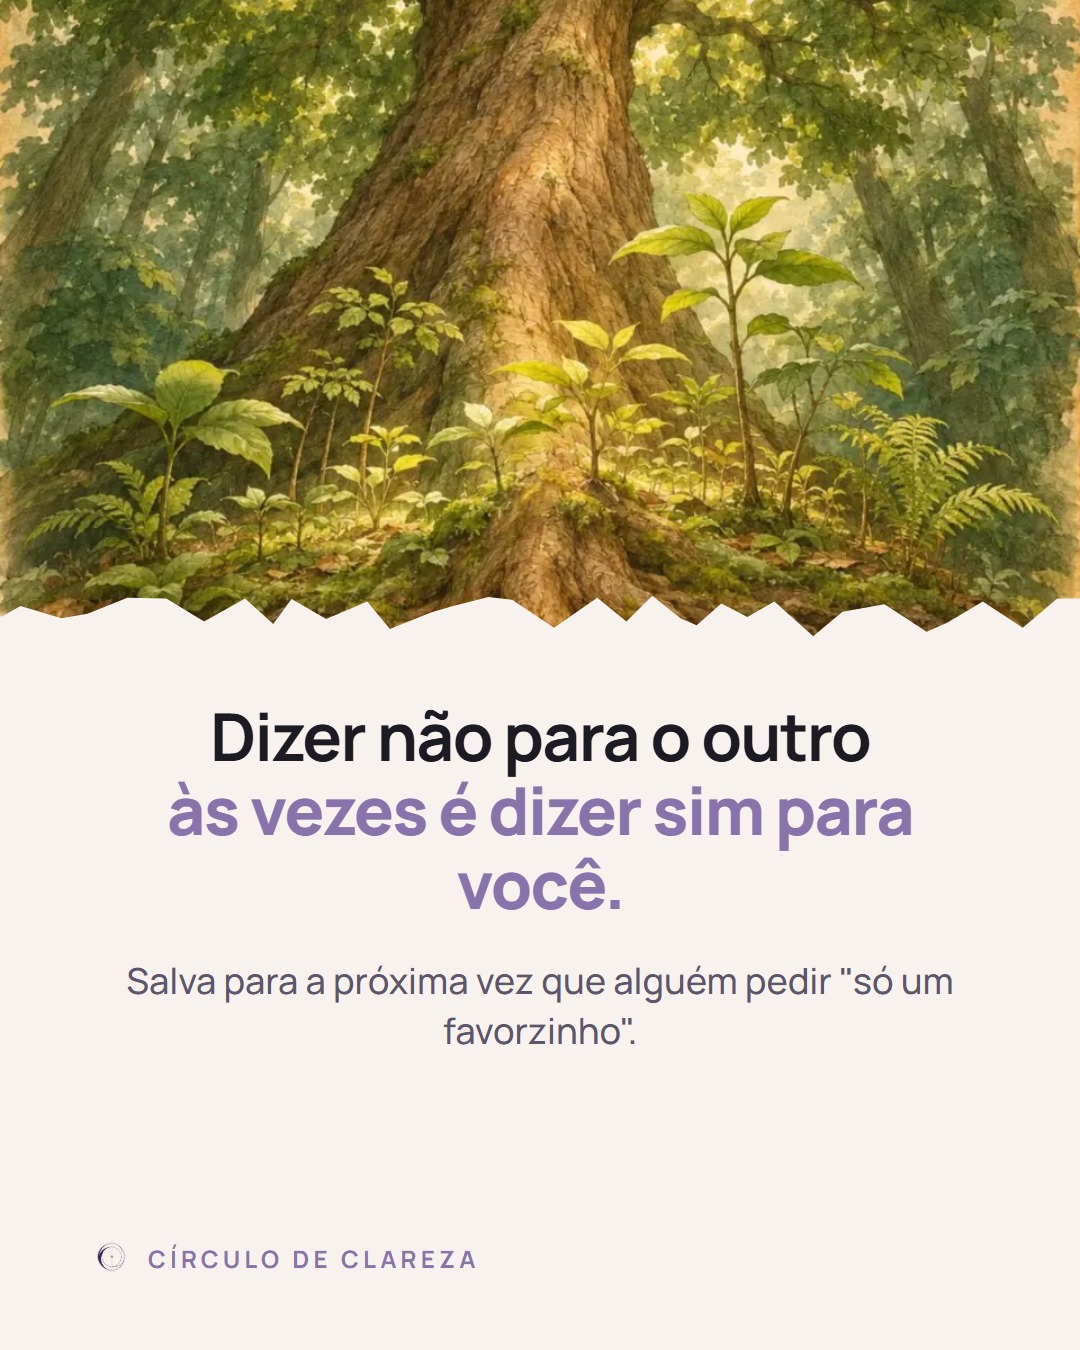 Dizer não para o outro
às vezes é dizer sim para
você.
Salva para a próxima vez que alguém pedir "só um
favorzinho".
CÍRCULO DE CLAREZA